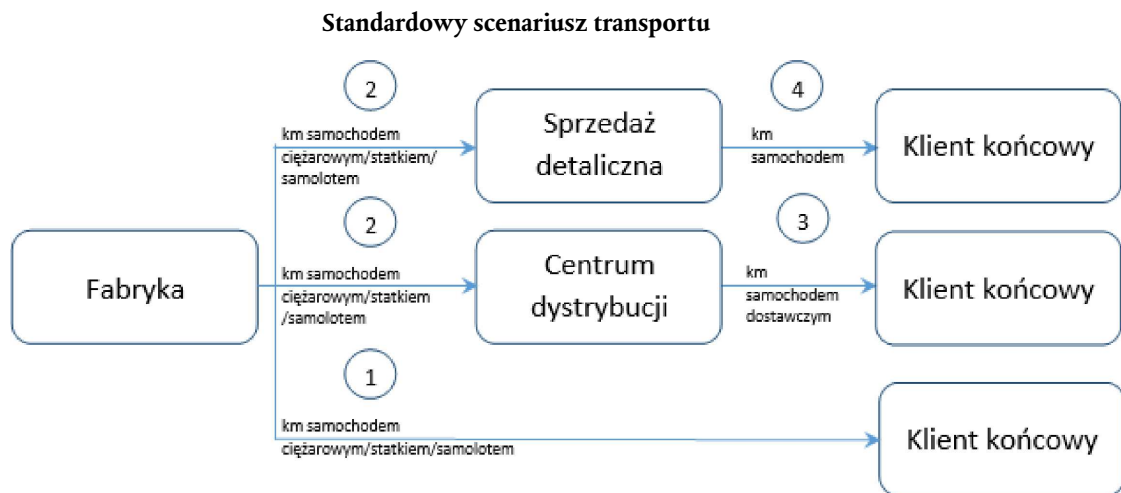 Standardowy scenariusz transportu
2
4
km samochodem
ciężarowym/statkiem/
samolotem
Sprzedaż
detaliczna
km
samochodem
Klient końcowy
2
3
Fabryka
km samochodem
ciężarowym/statkiem
/samolotem
Centrum
dystrybucji
km
samochodem
dostawczym
Klient końcowy
1
km samochodem
ciężarowym/statkiem/samolotem
Klient końcowy